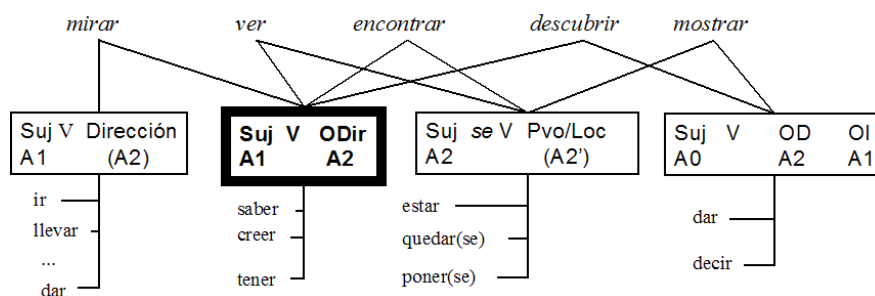 mirar ver encontrar descubrir mostrar
Suj V Dirección
A1 (A2)
Suj V ODir
A1 A2
Suj se V Pvo/Loc
A2 (A2')
Suj V OD OI
A0 A2 A1
ir
llevar
...
dar
saber
creer
tener
estar
quedar(se)
poner(se)
dar
decir